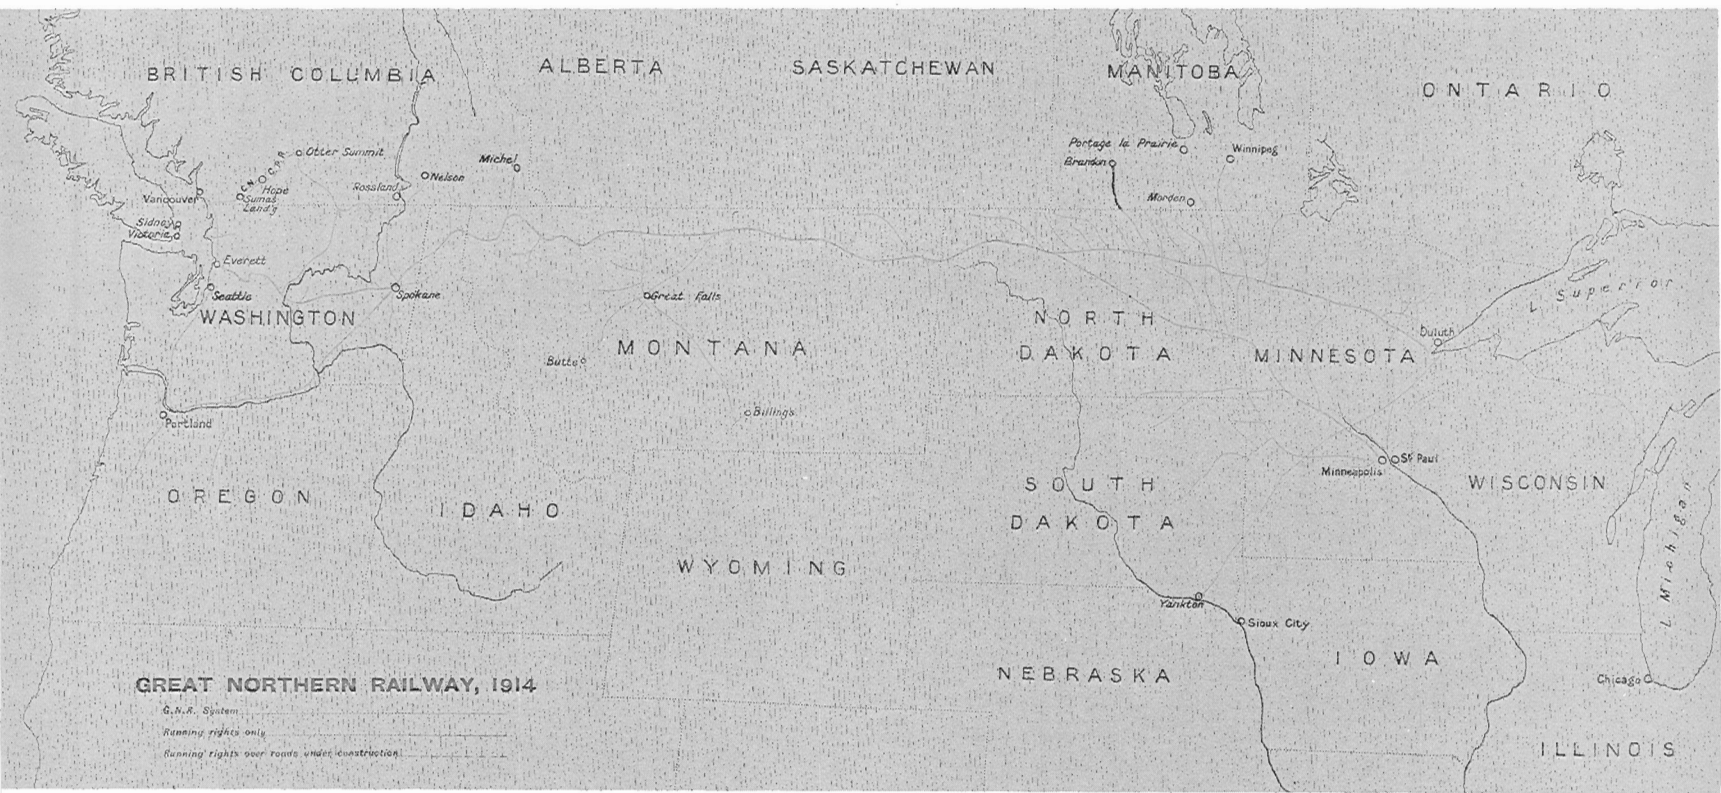 BRITISH COLUMBIA
ALBERTA
SASKATCHEWAN
MANITOBA
ONTARIO
Otter Summit
Michel
Nelson
Rossland
C.N.
C.P.R.
Hope
Sumas
Land'g
Vancouver
Sidney
Victoria
Portage la Prairie
Brandon
Winnipeg
Morden
Everett
Seattle
Spokane
Great Falls
WASHINGTON
MONTANA
Butte
Billings
NORTH
DAKOTA
MINNESOTA
Duluth
L Superior
Portland
OREGON
IDAHO
WYOMING
SOUTH
DAKOTA
Minneapolis
St Paul
WISCONSIN
L Michigan
Yankton
Sioux City
NEBRASKA
IOWA
Chicago
ILLINOIS
GREAT NORTHERN RAILWAY, 1914
G.N.R. System
Running rights only
Running rights over roads under construction